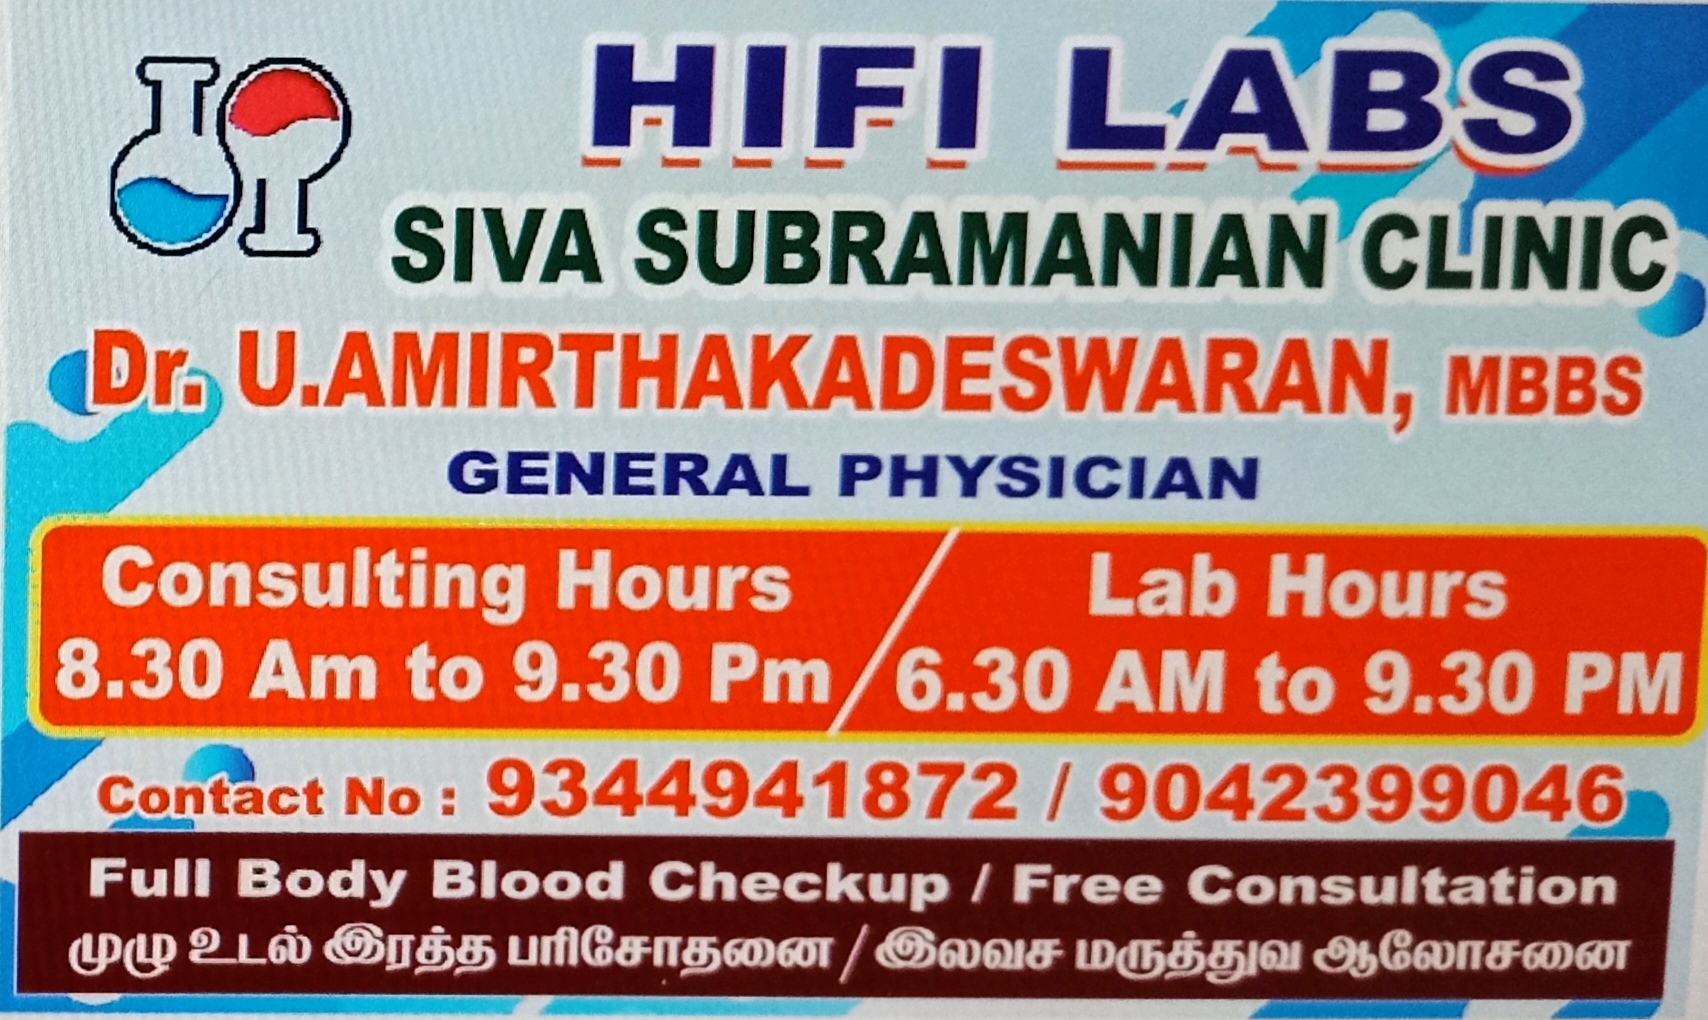 HIFI LABS
SIVA SUBRAMANIAN CLINIC
Dr. U.AMIRTHAKADESWARAN, MBBS
GENERAL PHYSICIAN
Consulting Hours / Lab Hours
8.30 Am to 9.30 Pm / 6.30 AM to 9.30 PM
Contact No : 9344941872 / 9042399046
Full Body Blood Checkup / Free Consultation
முழு உடல் இரத்த பரிசோதனை / இலவச மருத்துவ ஆலோசனை